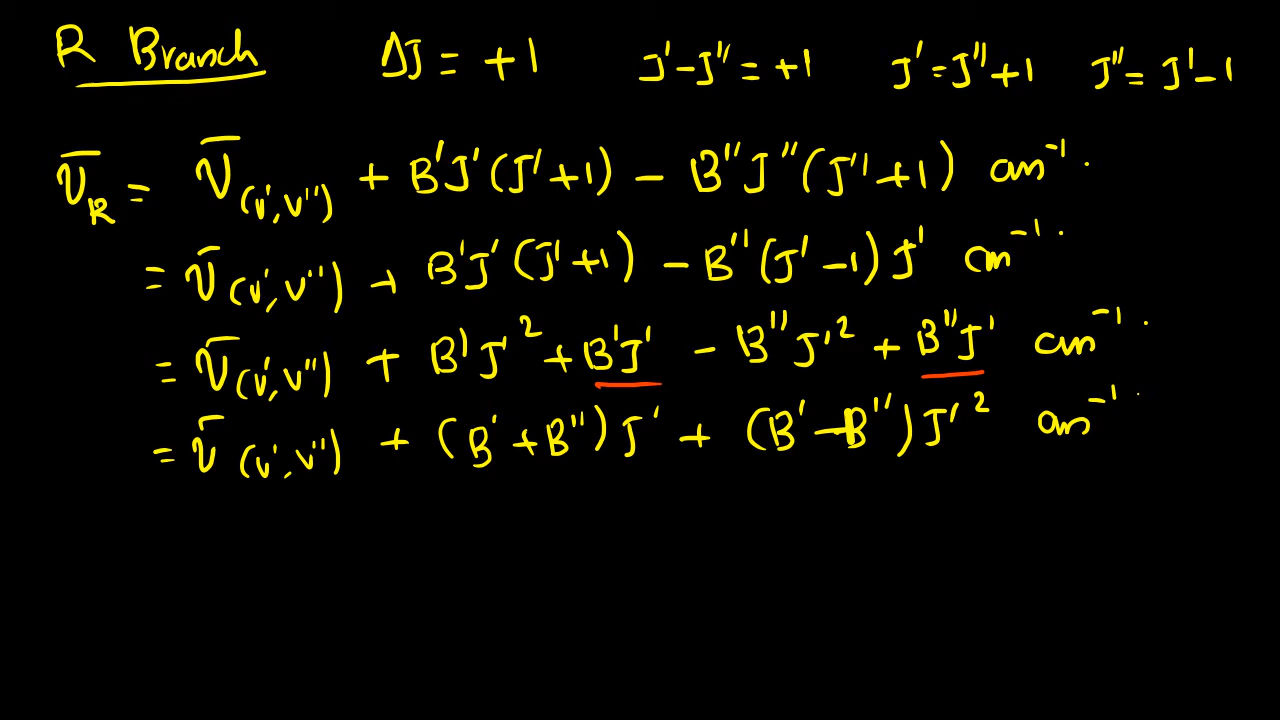 R Branch ΔJ = +1 J'-J" = +1 J' = J"+1 J" = J'-1
ν̄_R = ν̄_(v',v") + B'J'(J'+1) - B"J"(J"+1) cm⁻¹.
= ν̄_(v',v") + B'J'(J'+1) - B"(J'-1)J' cm⁻¹.
= ν̄_(v',v") + B'J'² + B'J' - B"J'² + B"J' cm⁻¹.
= ν̄_(v',v") + (B'+B")J' + (B'-B")J'² cm⁻¹.